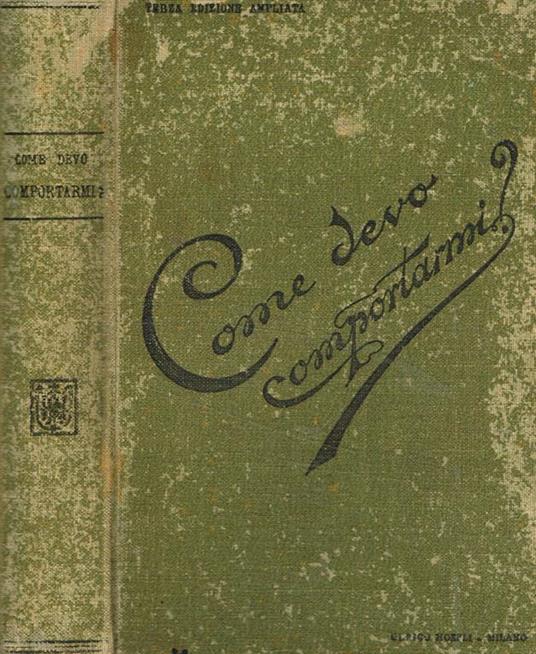 TERZA EDIZIONE AMPLIATA
COME DEVO
COMPORTARMI?
Come devo
comportarmi?
ULRICO HOEPLI - MILANO